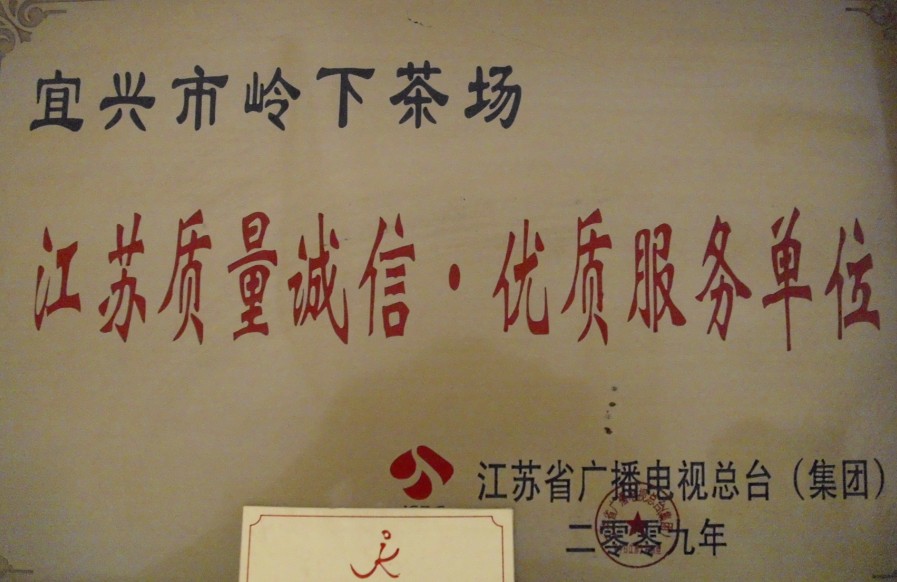 宜兴市岭下茶场
江苏质量诚信·优质服务单位
江苏省广播电视总台（集团）
二零零九年